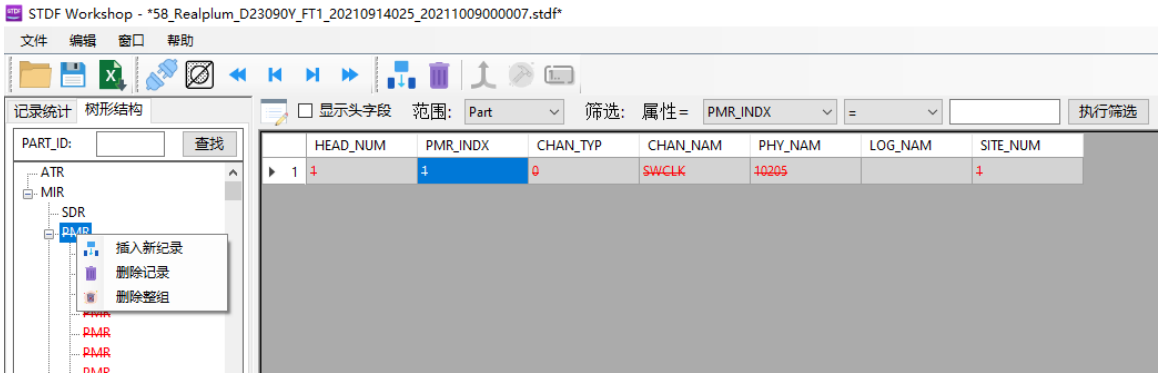 STDF Workshop - *58_Realplum_D23090Y_FT1_20210914025_20211009000007.stdf*
文件 编辑 窗口 帮助
记录统计 树形结构 显示头字段 范围: Part 筛选: 属性= PMR_INDX = 执行筛选
PART_ID: 查找
HEAD_NUM PMR_INDX CHAN_TYP CHAN_NAM PHY_NAM LOG_NAM SITE_NUM
1 1 1 0 SWCLK 10205 1
ATR
MIR
SDR
PMR
插入新纪录
删除记录
删除整组
PMR
PMR
PMR
PMR